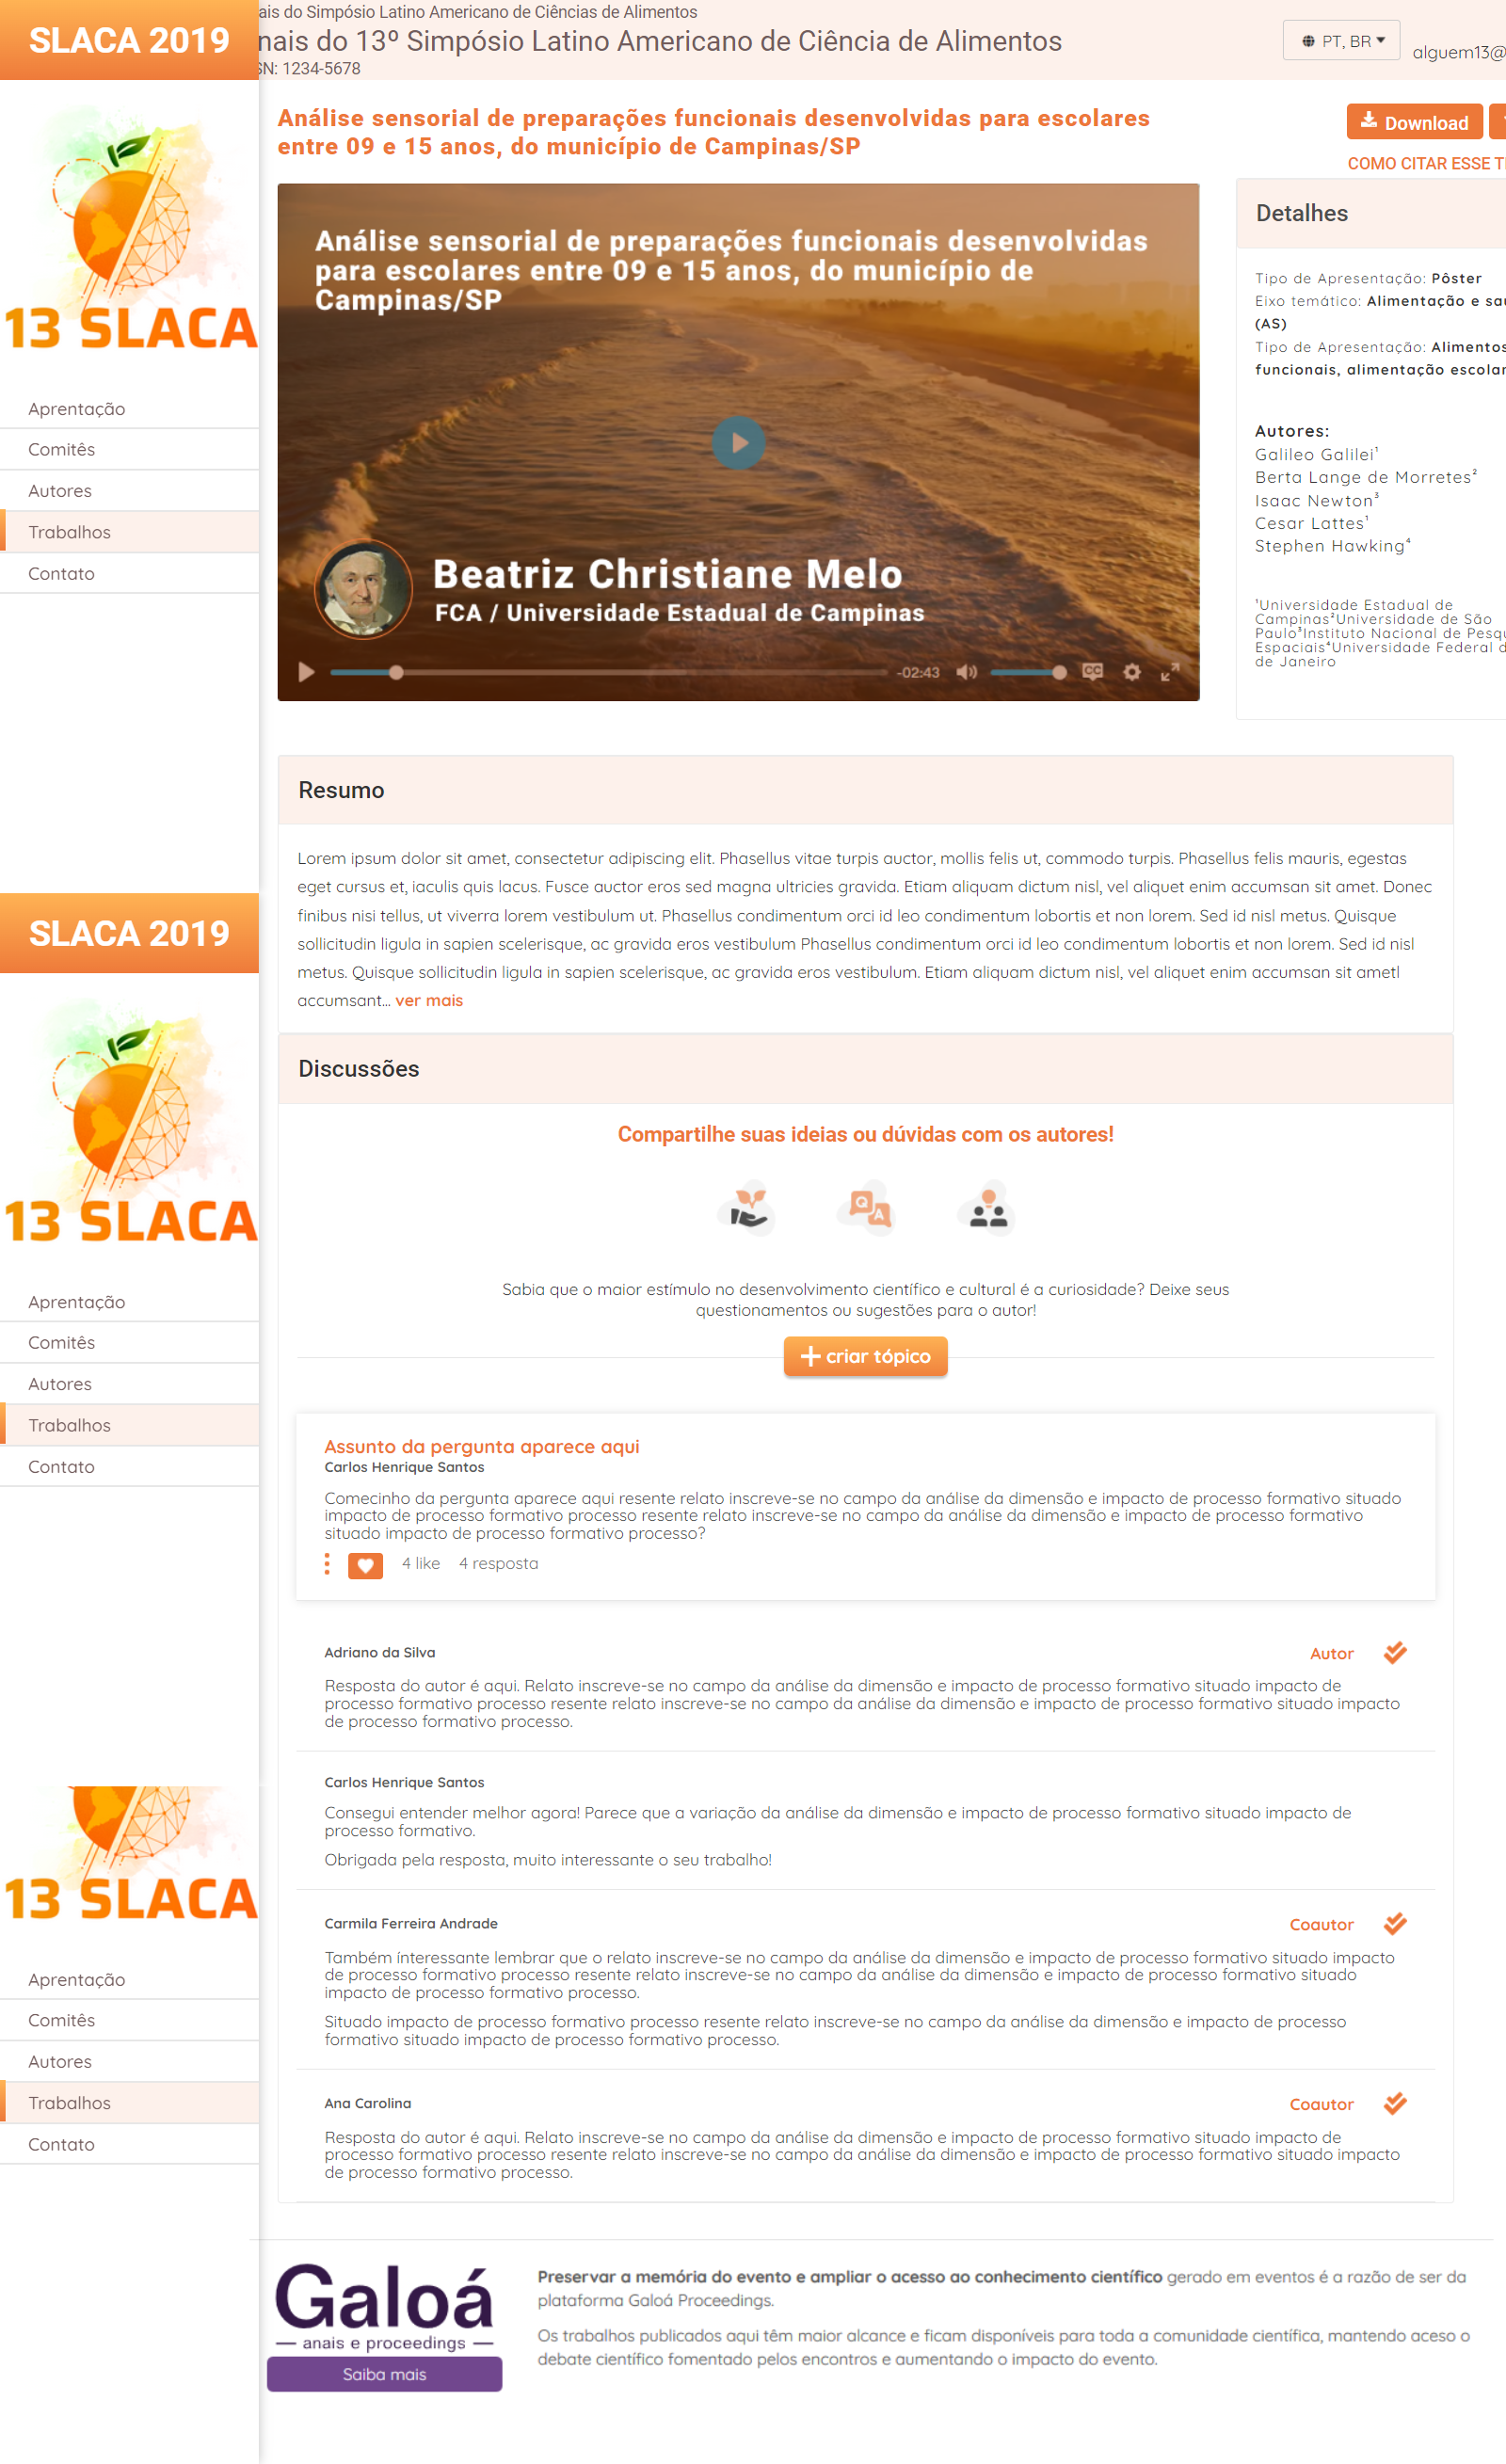 SLACA 2019
ais do Simpósio Latino Americano de Ciências de Alimentos
nais do 13º Simpósio Latino Americano de Ciência de Alimentos
SN: 1234-5678
PT, BR
alguem13@
13 SLACA
Aprentação
Comitês
Autores
Trabalhos
Contato
Análise sensorial de preparações funcionais desenvolvidas para escolares
entre 09 e 15 anos, do município de Campinas/SP
Download
COMO CITAR ESSE T
Análise sensorial de preparações funcionais desenvolvidas
para escolares entre 09 e 15 anos, do município de
Campinas/SP
Beatriz Christiane Melo
FCA / Universidade Estadual de Campinas
-02:43
CC
Detalhes
Tipo de Apresentação: Pôster
Eixo temático: Alimentação e sa
(AS)
Tipo de Apresentação: Alimentos
funcionais, alimentação escolar
Autores:
Galileo Galilei¹
Berta Lange de Morretes²
Isaac Newton³
Cesar Lattes¹
Stephen Hawking⁴
¹Universidade Estadual de
Campinas²Universidade de São
Paulo³Instituto Nacional de Pesq
Espaciais⁴Universidade Federal d
de Janeiro
Resumo
Lorem ipsum dolor sit amet, consectetur adipiscing elit. Phasellus vitae turpis auctor, mollis felis ut, commodo turpis. Phasellus felis mauris, egestas
eget cursus et, iaculis quis lacus. Fusce auctor eros sed magna ultricies gravida. Etiam aliquam dictum nisl, vel aliquet enim accumsan sit amet. Donec
finibus nisi tellus, ut viverra lorem vestibulum ut. Phasellus condimentum orci id leo condimentum lobortis et non lorem. Sed id nisl metus. Quisque
sollicitudin ligula in sapien scelerisque, ac gravida eros vestibulum Phasellus condimentum orci id leo condimentum lobortis et non lorem. Sed id nisl
metus. Quisque sollicitudin ligula in sapien scelerisque, ac gravida eros vestibulum. Etiam aliquam dictum nisl, vel aliquet enim accumsan sit ametl
accumsant... ver mais
SLACA 2019
13 SLACA
Aprentação
Comitês
Autores
Trabalhos
Contato
Discussões
Compartilhe suas ideias ou dúvidas com os autores!
Q
A
Sabia que o maior estímulo no desenvolvimento científico e cultural é a curiosidade? Deixe seus
questionamentos ou sugestões para o autor!
criar tópico
Assunto da pergunta aparece aqui
Carlos Henrique Santos
Comecinho da pergunta aparece aqui resente relato inscreve-se no campo da análise da dimensão e impacto de processo formativo situado
impacto de processo formativo processo resente relato inscreve-se no campo da análise da dimensão e impacto de processo formativo
situado impacto de processo formativo processo?
4 like 4 resposta
Adriano da Silva
Autor
Resposta do autor é aqui. Relato inscreve-se no campo da análise da dimensão e impacto de processo formativo situado impacto de
processo formativo processo resente relato inscreve-se no campo da análise da dimensão e impacto de processo formativo situado impacto
de processo formativo processo.
Carlos Henrique Santos
Consegui entender melhor agora! Parece que a variação da análise da dimensão e impacto de processo formativo situado impacto de
processo formativo.
Obrigada pela resposta, muito interessante o seu trabalho!
Carmila Ferreira Andrade
Coautor
Também ínteressante lembrar que o relato inscreve-se no campo da análise da dimensão e impacto de processo formativo situado impacto
de processo formativo processo resente relato inscreve-se no campo da análise da dimensão e impacto de processo formativo situado
impacto de processo formativo processo.
Situado impacto de processo formativo processo resente relato inscreve-se no campo da análise da dimensão e impacto de processo
formativo situado impacto de processo formativo processo.
Ana Carolina
Coautor
Resposta do autor é aqui. Relato inscreve-se no campo da análise da dimensão e impacto de processo formativo situado impacto de
processo formativo processo resente relato inscreve-se no campo da análise da dimensão e impacto de processo formativo situado impacto
de processo formativo processo.
13 SLACA
Aprentação
Comitês
Autores
Trabalhos
Contato
Galoá
anais e proceedings
Saiba mais
Preservar a memória do evento e ampliar o acesso ao conhecimento científico gerado em eventos é a razão de ser da
plataforma Galoá Proceedings.
Os trabalhos publicados aqui têm maior alcance e ficam disponíveis para toda a comunidade científica, mantendo aceso o
debate científico fomentado pelos encontros e aumentando o impacto do evento.